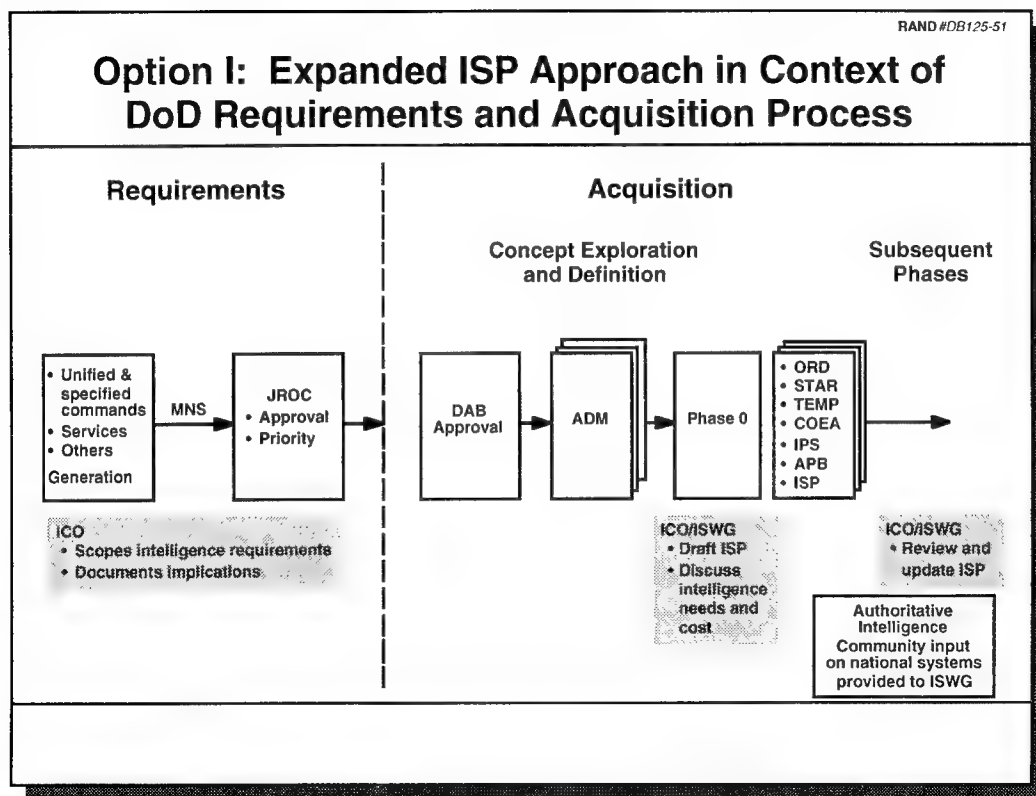 RAND #DB125-51
Option I: Expanded ISP Approach in Context of
DoD Requirements and Acquisition Process
Requirements
Acquisition
Concept Exploration
and Definition
Subsequent
Phases
• Unified &
specified
commands
• Services
• Others
Generation
MNS
JROC
• Approval
• Priority
DAB
Approval
ADM
Phase 0
• ORD
• STAR
• TEMP
• COEA
• IPS
• APB
• ISP
ICO
• Scopes intelligence requirements
• Documents implications
ICO/ISWG
• Draft ISP
• Discuss
intelligence
needs and
cost
ICO/ISWG
• Review and
update ISP
Authoritative
Intelligence
Community input
on national systems
provided to ISWG